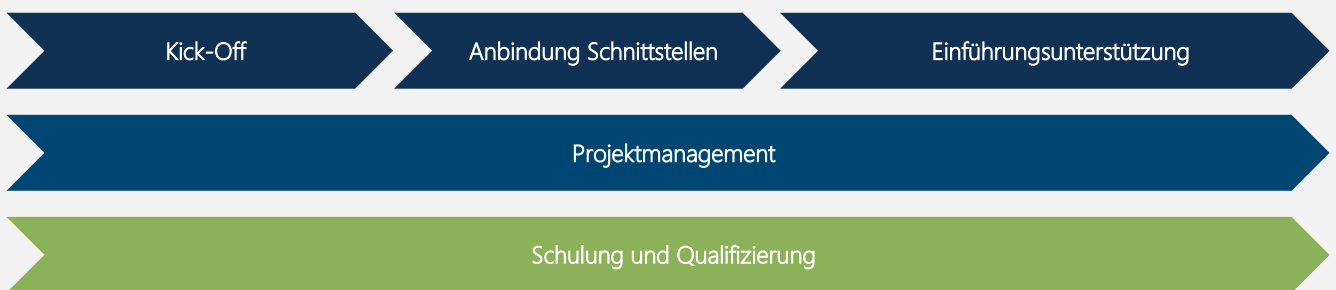 Kick-Off
Anbindung Schnittstellen
Einführungsunterstützung
Projektmanagement
Schulung und Qualifizierung